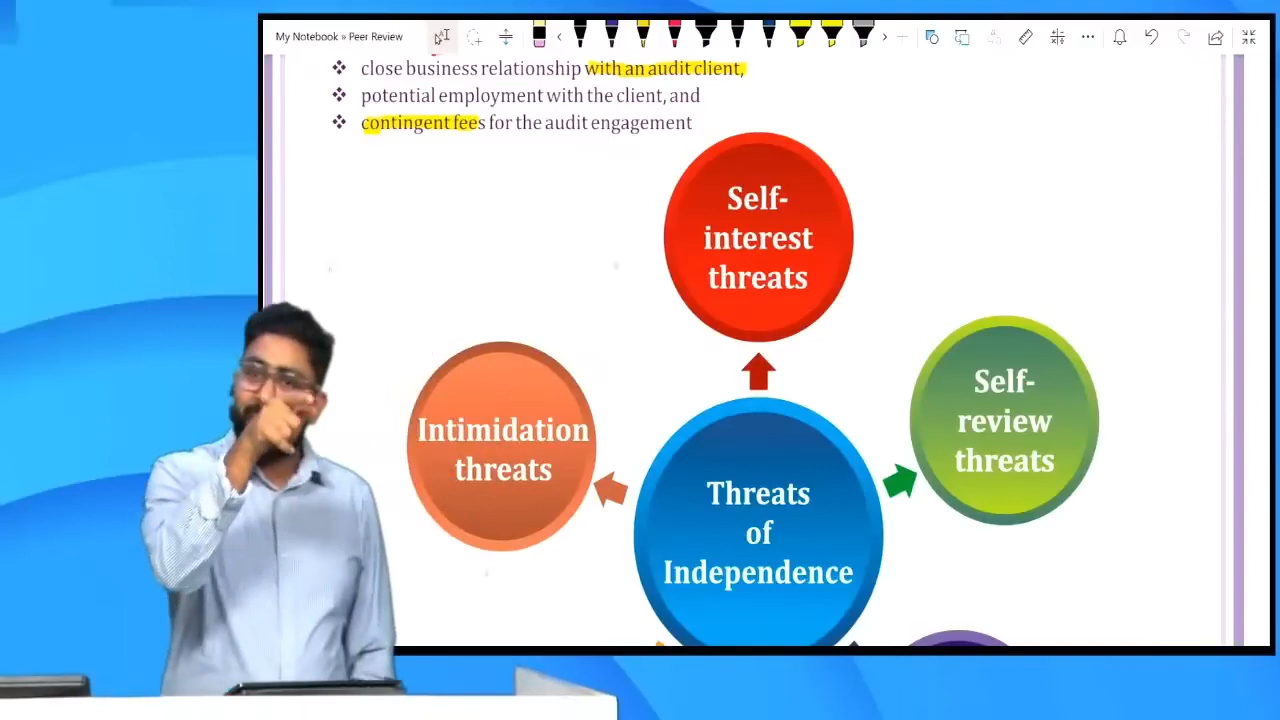 My Notebook » Peer Review
❖ close business relationship with an audit client,
❖ potential employment with the client, and
❖ contingent fees for the audit engagement
Self-
interest
threats
Self-
review
threats
Intimidation
threats
Threats
of
Independence